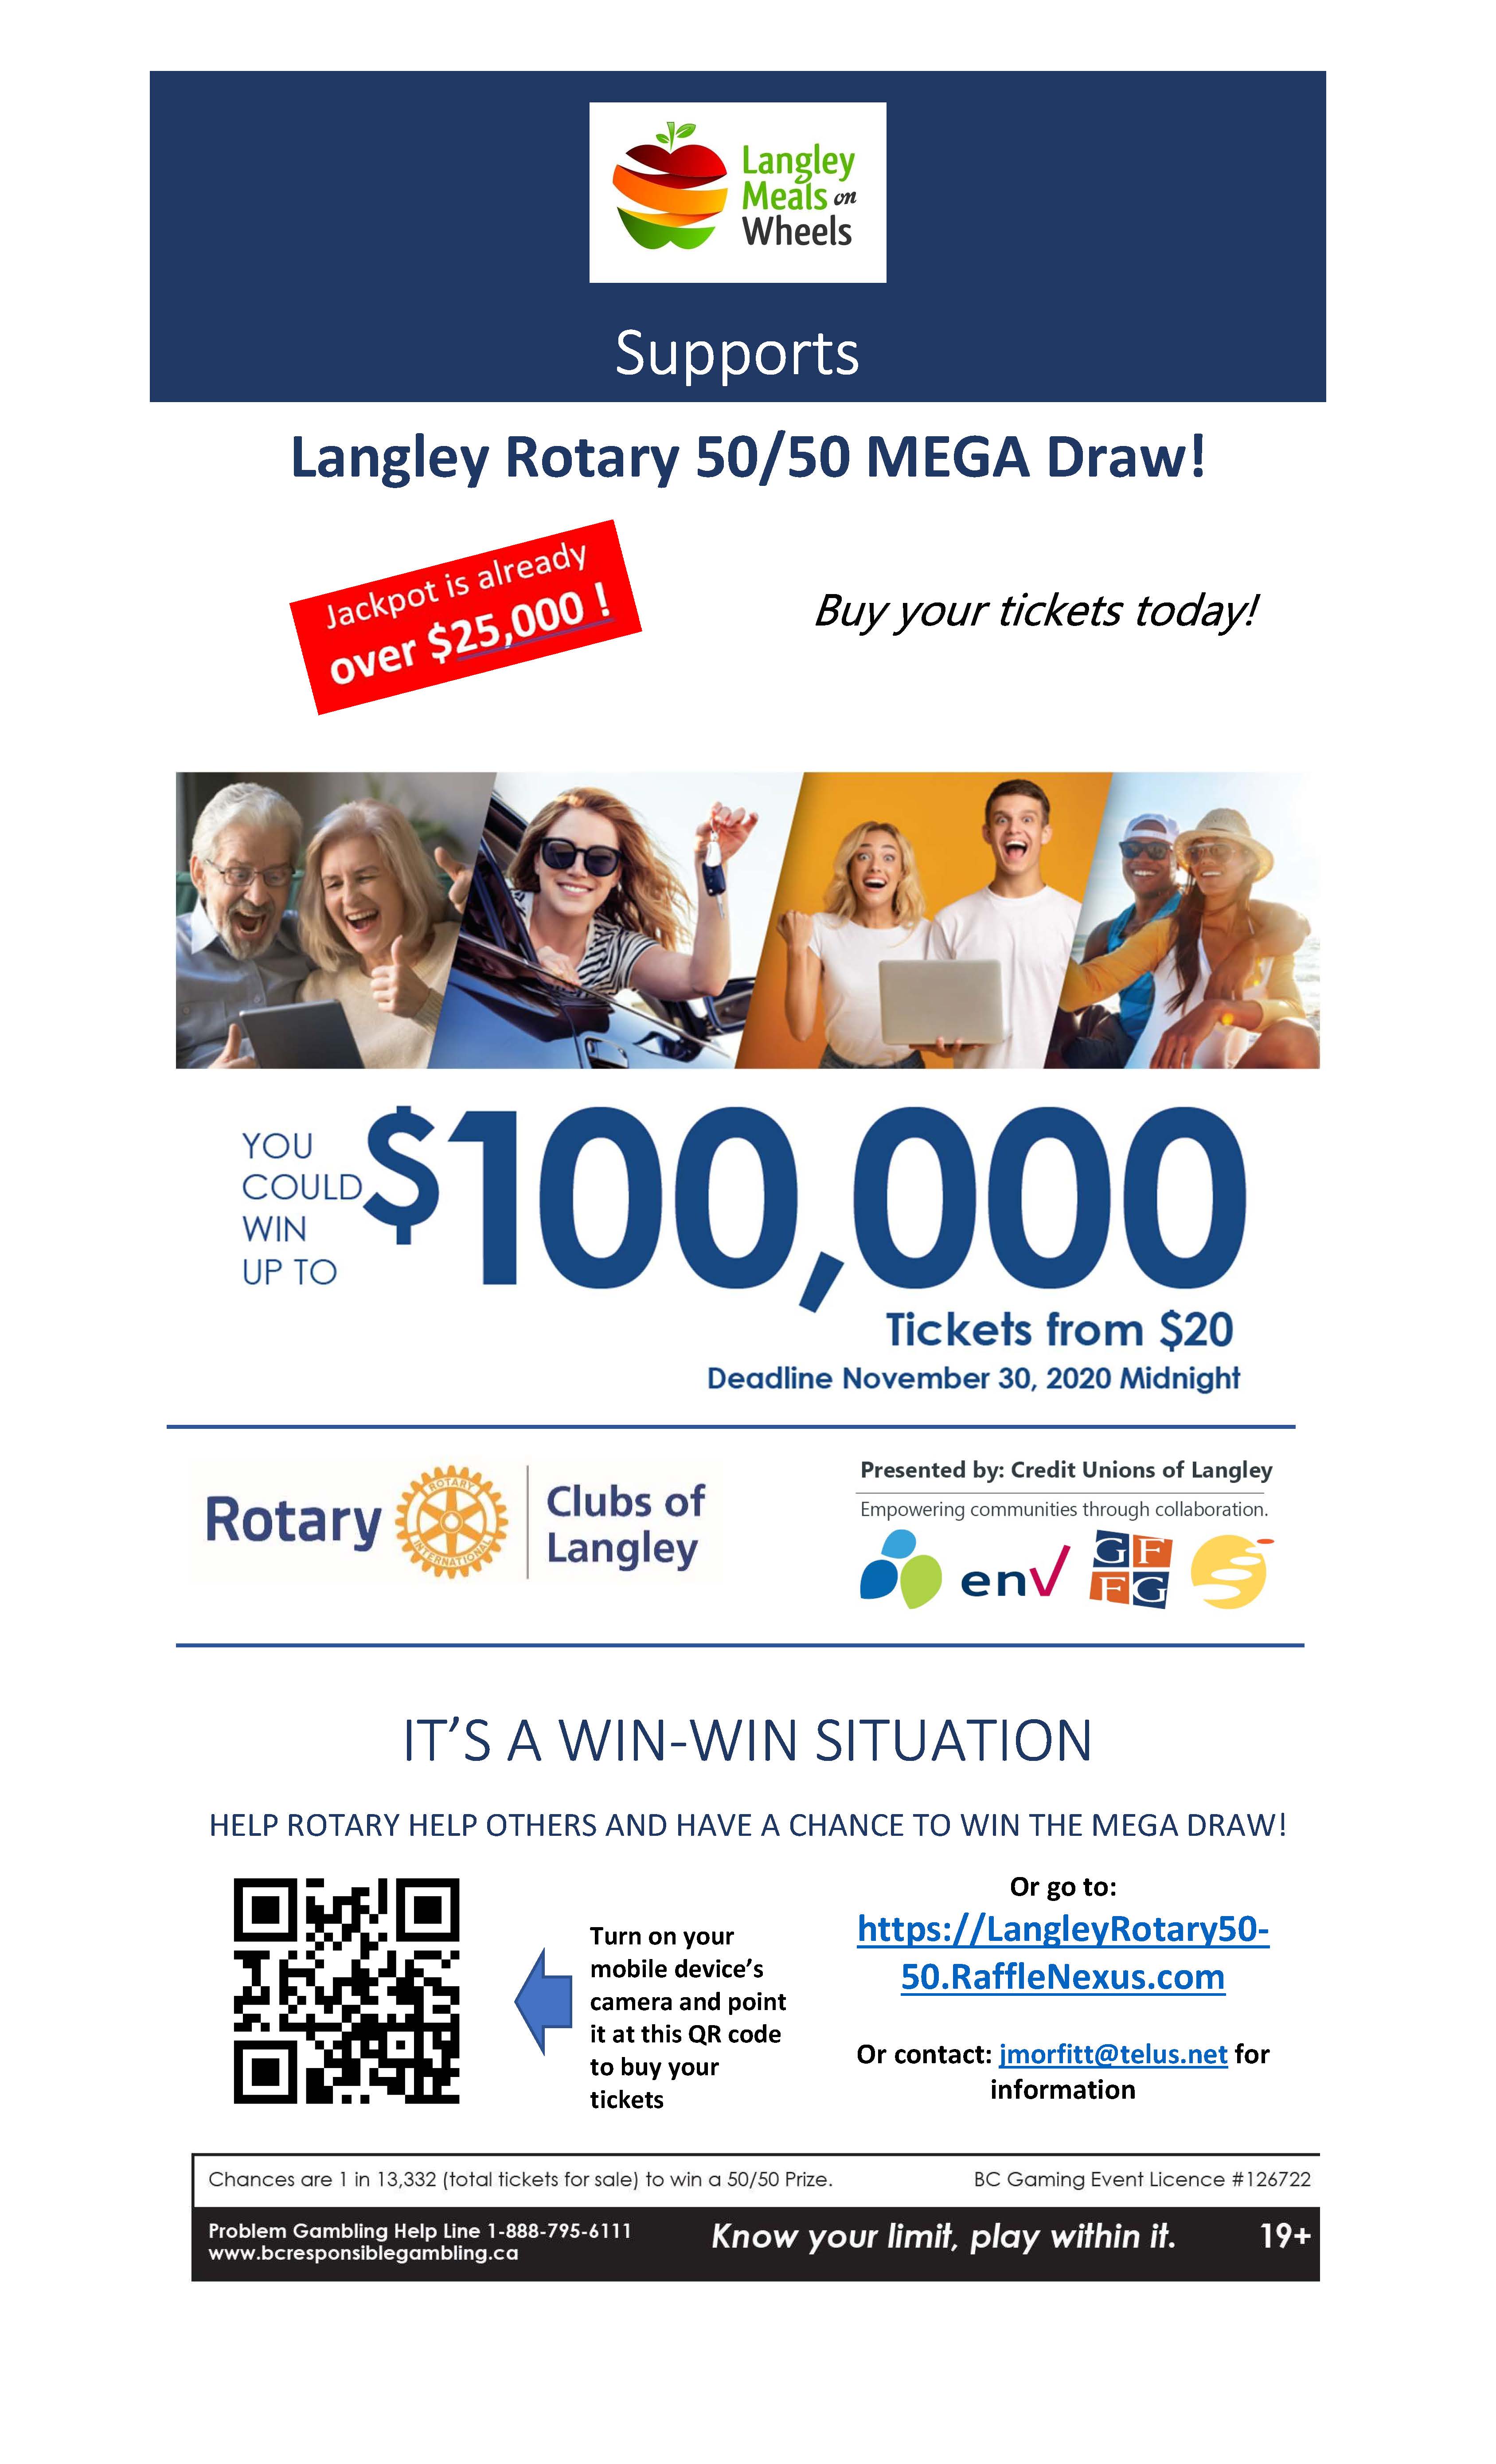 Langley
Meals on
Wheels
Supports
Langley Rotary 50/50 MEGA Draw!
Jackpot is already
over $25,000 !
Buy your tickets today!
YOU
COULD
WIN
UP TO
$100,000
Tickets from $20
Deadline November 30, 2020 Midnight
Rotary
ROTARY
INTERNATIONAL
Clubs of
Langley
Presented by: Credit Unions of Langley
Empowering communities through collaboration.
env
GF
FG
IT’S A WIN-WIN SITUATION
HELP ROTARY HELP OTHERS AND HAVE A CHANCE TO WIN THE MEGA DRAW!
Turn on your
mobile device’s
camera and point
it at this QR code
to buy your
tickets
Or go to:
https://LangleyRotary50-
50.RaffleNexus.com
Or contact: jmorfitt@telus.net for
information
Chances are 1 in 13,332 (total tickets for sale) to win a 50/50 Prize.
BC Gaming Event Licence #126722
Problem Gambling Help Line 1-888-795-6111
www.bcresponsiblegambling.ca
Know your limit, play within it.
19+